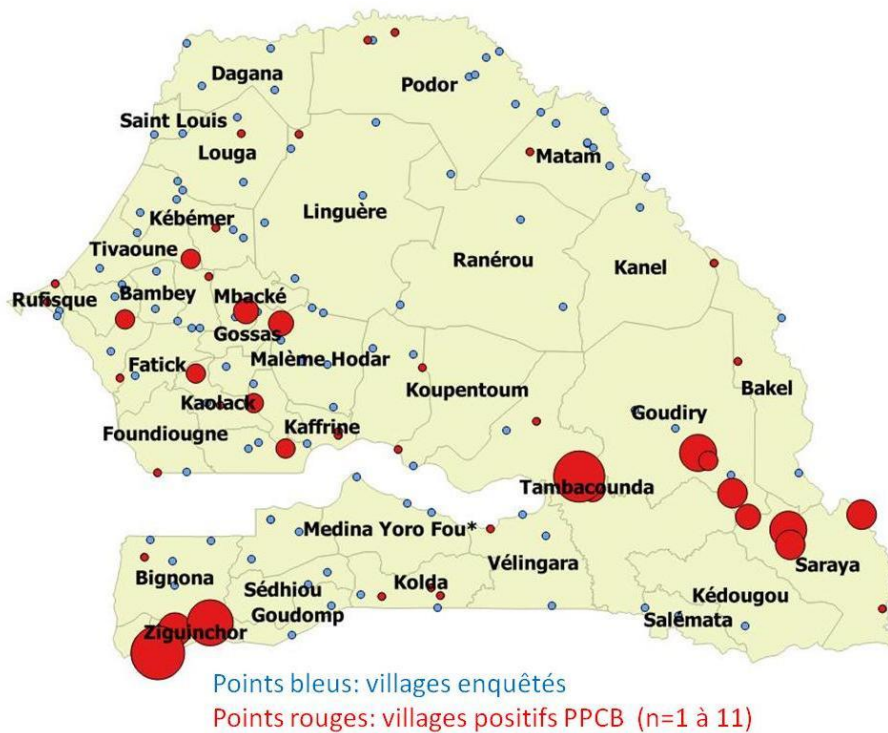 Dagana
Podor
Saint Louis
Louga
Matam
Kébémer
Linguère
Tivaoune
Ranérou
Kanel
Rufisque
Bambey
Mbacké
Gossas
Fatick
Malème Hodar
Koupentoum
Bakel
Goudiry
Kaolack
Foundiougne
Kaffrine
Tambacounda
Medina Yoro Fou*
Vélingara
Saraya
Bignona
Sédhiou
Kolda
Kédougou
Goudomp
Salémata
Ziguinchor
Points bleus: villages enquêtés
Points rouges: villages positifs PPCB (n=1 à 11)